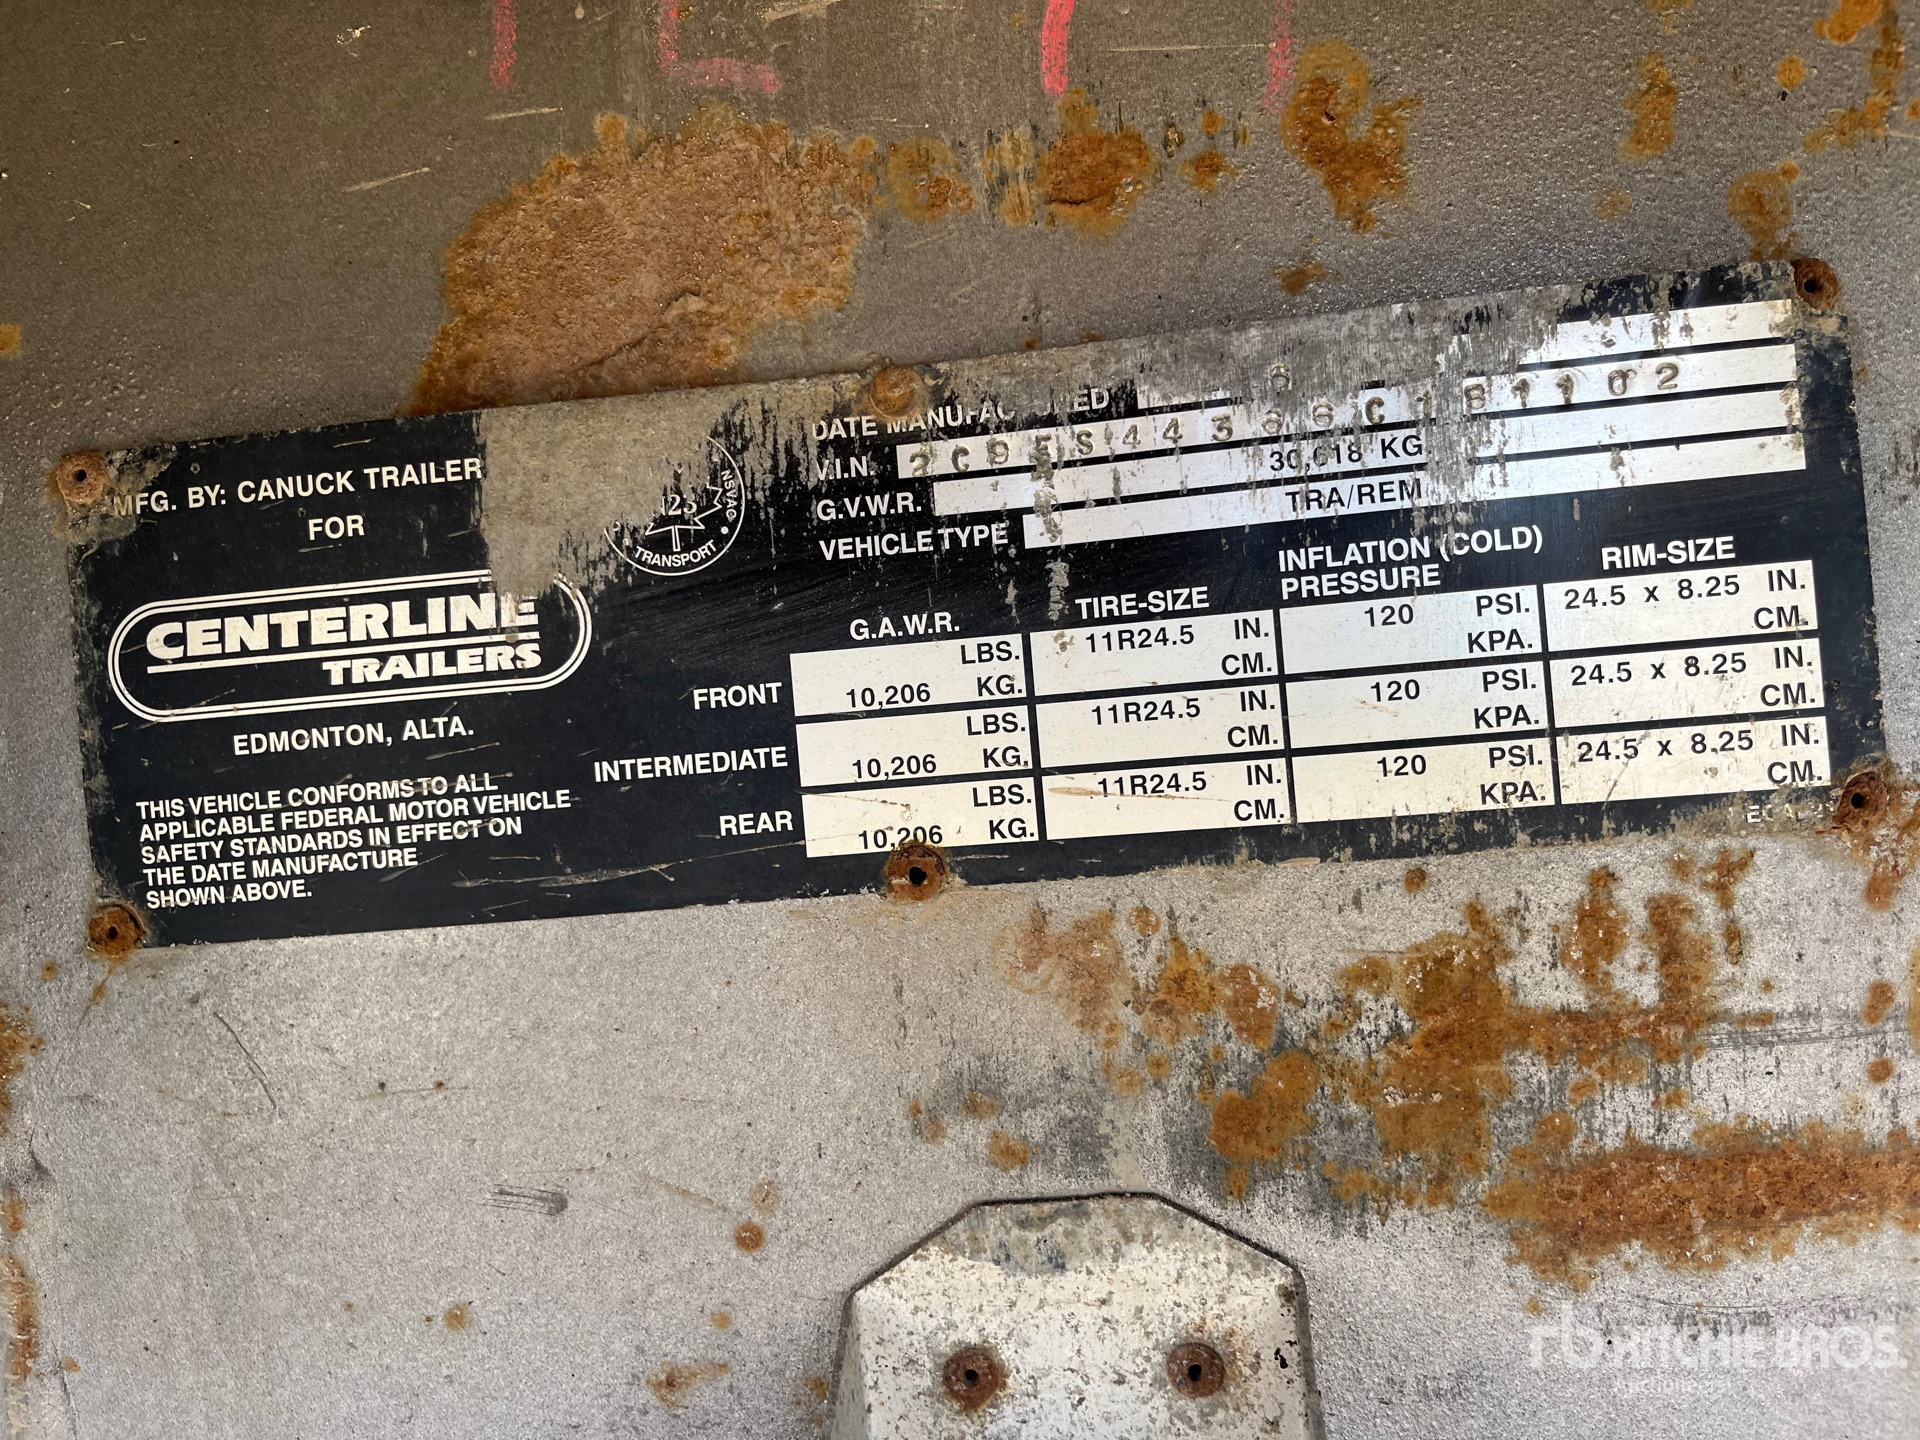 MFG. BY: CANUCK TRAILER
FOR
CENTERLINE
TRAILERS
EDMONTON, ALTA.
THIS VEHICLE CONFORMS TO ALL
APPLICABLE FEDERAL MOTOR VEHICLE
SAFETY STANDARDS IN EFFECT ON
THE DATE MANUFACTURE
SHOWN ABOVE.
NSVAC
TRANSPORT
DATE MANUFACTURED
V.I.N.
G.V.W.R. 30,618 KG
VEHICLE TYPE TRA/REM
G.A.W.R. TIRE-SIZE INFLATION (COLD) PRESSURE RIM-SIZE
FRONT 10,206 LBS. KG. 11R24.5 IN. CM. 120 PSI. KPA. 24.5 x 8.25 IN. CM.
INTERMEDIATE 10,206 LBS. KG. 11R24.5 IN. CM. 120 PSI. KPA. 24.5 x 8.25 IN. CM.
REAR 10,206 LBS. KG. 11R24.5 IN. CM. 120 PSI. KPA. 24.5 x 8.25 IN. CM.
rb RITCHIE BROS.
Auctioneers